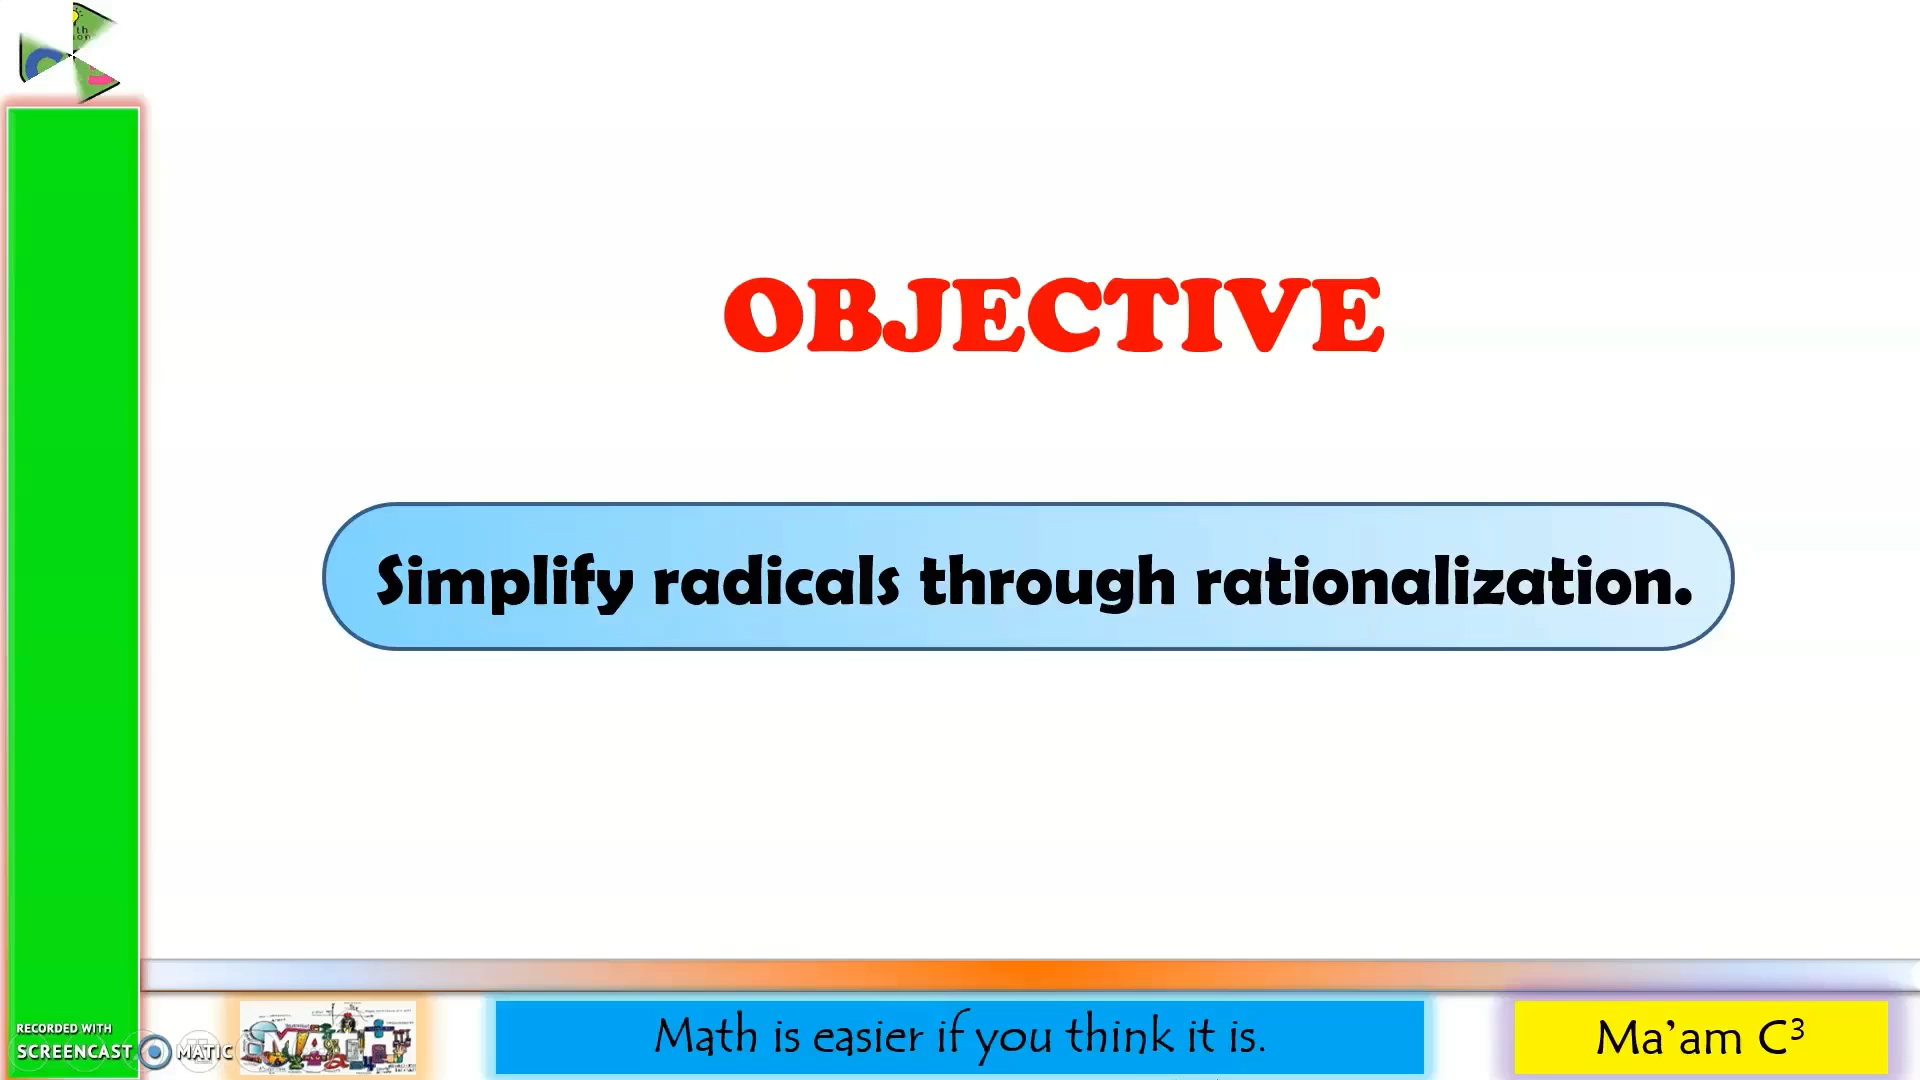 OBJECTIVE
Simplify radicals through rationalization.
RECORDED WITH
SCREENCAST MATIC
MATH
Math is easier if you think it is.
Ma’am C³